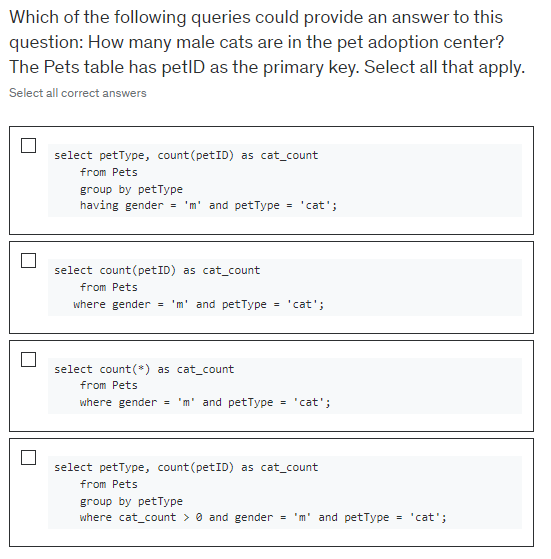 Which of the following queries could provide an answer to this
question: How many male cats are in the pet adoption center?
The Pets table has petID as the primary key. Select all that apply.
Select all correct answers
select petType, count(petID) as cat_count
from Pets
group by petType
having gender = 'm' and petType = 'cat';
select count(petID) as cat_count
from Pets
where gender = 'm' and petType = 'cat';
select count(*) as cat_count
from Pets
where gender = 'm' and petType = 'cat';
select petType, count(petID) as cat_count
from Pets
group by petType
where cat_count > 0 and gender = 'm' and petType = 'cat';